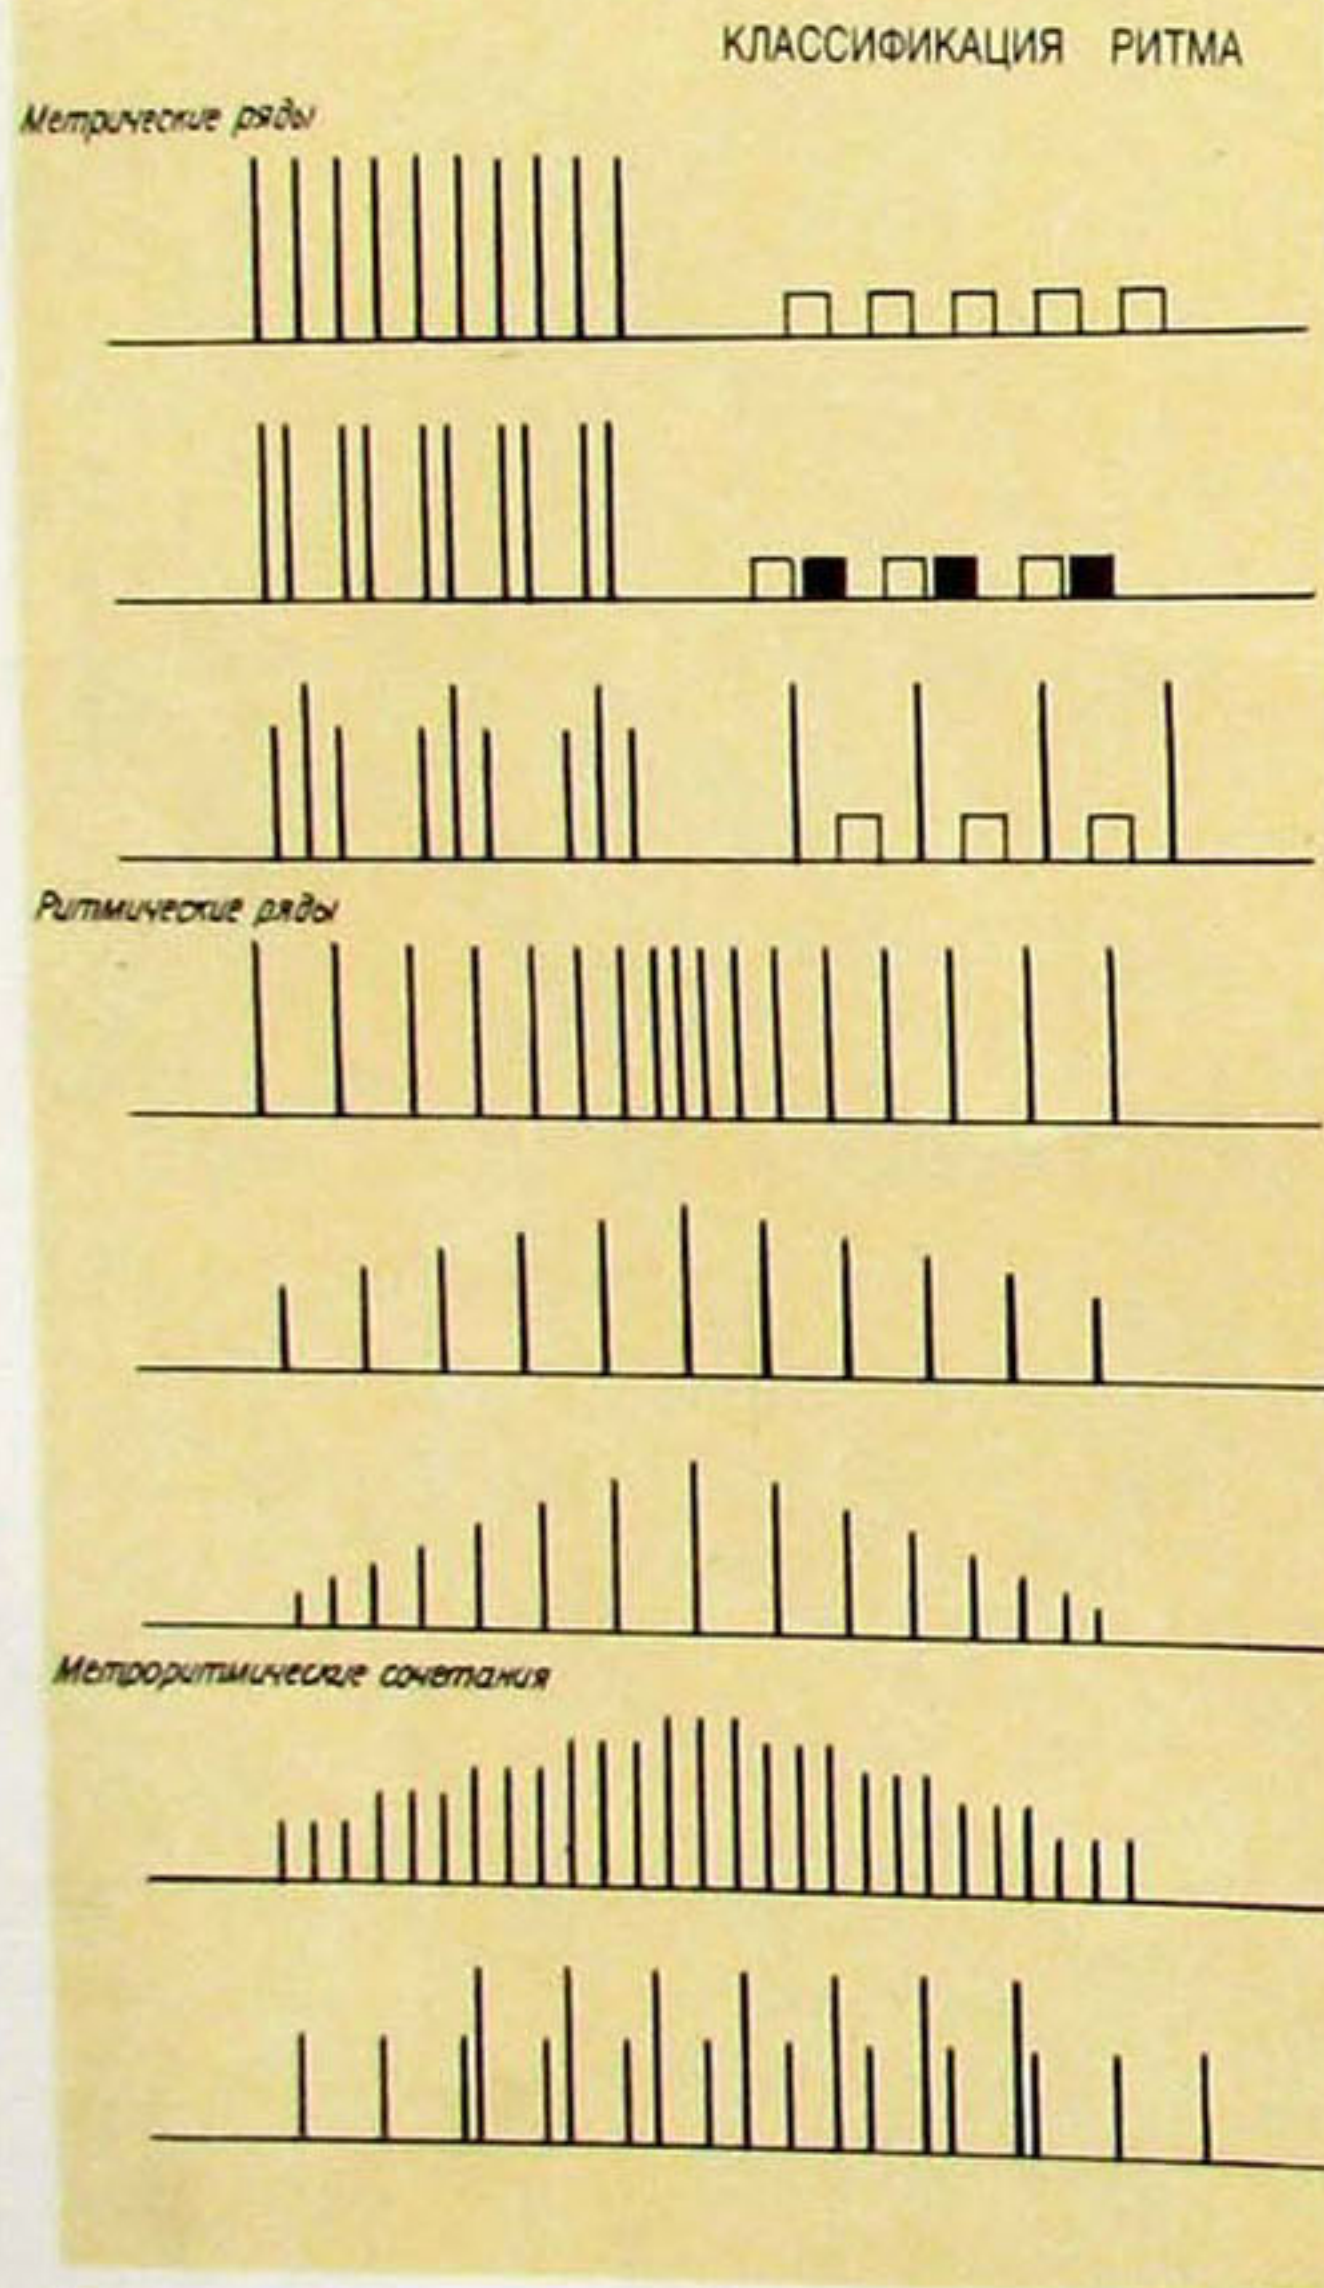 КЛАССИФИКАЦИЯ РИТМА
Метрические ряды
Ритмические ряды
Метроритмические сочетания